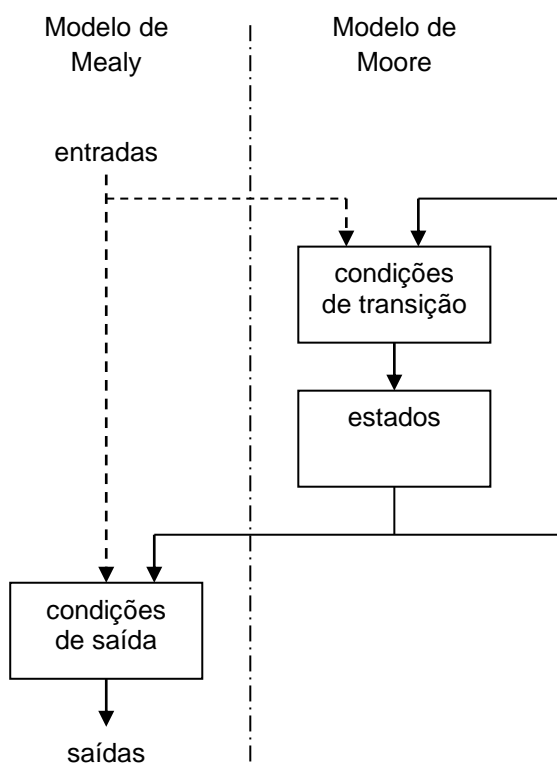 Modelo de
Mealy
Modelo de
Moore
entradas
condições
de transição
estados
condições
de saída
saídas